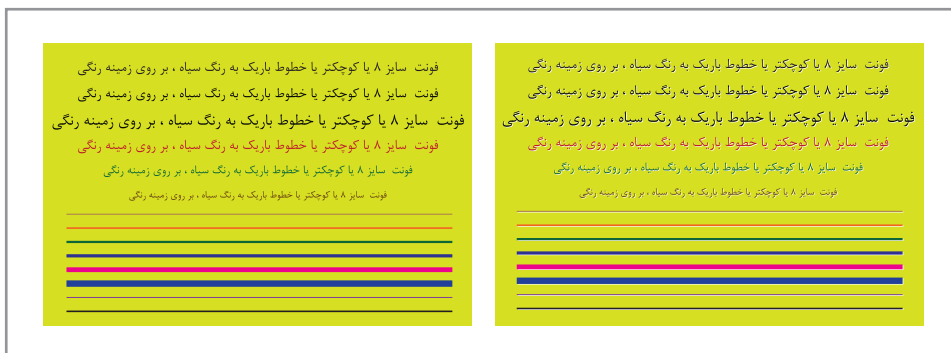 فونت سایز ۸ یا کوچکتر یا خطوط باریک به رنگ سیاه ، بر روی زمینه رنگی
فونت سایز ۸ یا کوچکتر یا خطوط باریک به رنگ سیاه ، بر روی زمینه رنگی
فونت سایز ۸ یا کوچکتر یا خطوط باریک به رنگ سیاه ، بر روی زمینه رنگی
فونت سایز ۸ یا کوچکتر یا خطوط باریک به رنگ سیاه ، بر روی زمینه رنگی
فونت سایز ۸ یا کوچکتر یا خطوط باریک به رنگ سیاه ، بر روی زمینه رنگی
فونت سایز ۸ یا کوچکتر یا خطوط باریک به رنگ سیاه ، بر روی زمینه رنگی
فونت سایز ۸ یا کوچکتر یا خطوط باریک به رنگ سیاه ، بر روی زمینه رنگی
فونت سایز ۸ یا کوچکتر یا خطوط باریک به رنگ سیاه ، بر روی زمینه رنگی
فونت سایز ۸ یا کوچکتر یا خطوط باریک به رنگ سیاه ، بر روی زمینه رنگی
فونت سایز ۸ یا کوچکتر یا خطوط باریک به رنگ سیاه ، بر روی زمینه رنگی
فونت سایز ۸ یا کوچکتر یا خطوط باریک به رنگ سیاه ، بر روی زمینه رنگی
فونت سایز ۸ یا کوچکتر یا خطوط باریک به رنگ سیاه ، بر روی زمینه رنگی